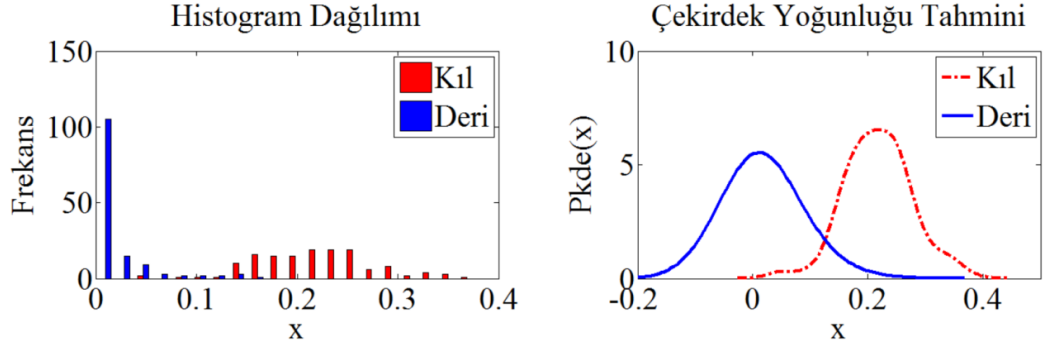 Histogram Dağılımı
150
100
50
0
Frekans
0
0.1
0.2
0.3
0.4
x
Kıl
Deri
Çekirdek Yoğunluğu Tahmini
10
5
0
Pkde(x)
-0.2
0
0.2
0.4
x
Kıl
Deri